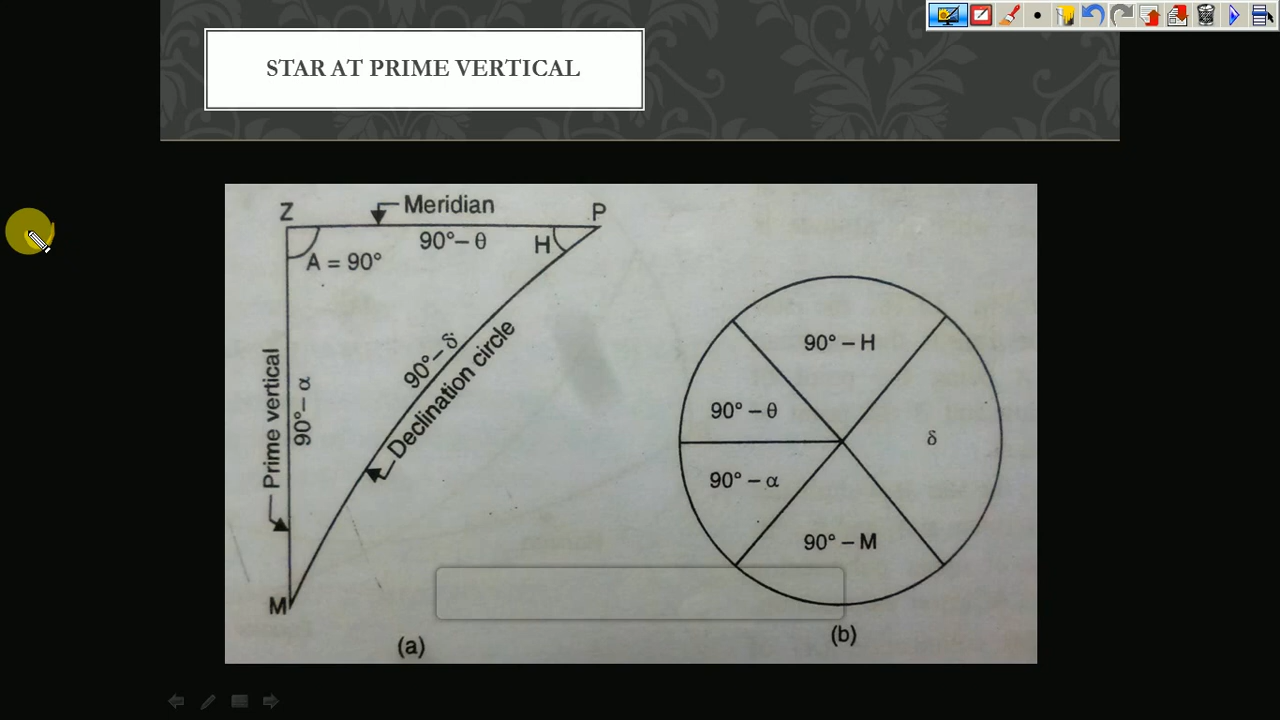 STAR AT PRIME VERTICAL
Z
Meridian
P
90° – θ
H
A = 90°
90° – δ
Declination circle
Prime vertical
90° – α
M
(a)
90° – H
90° – θ
δ
90° – α
90° – M
(b)